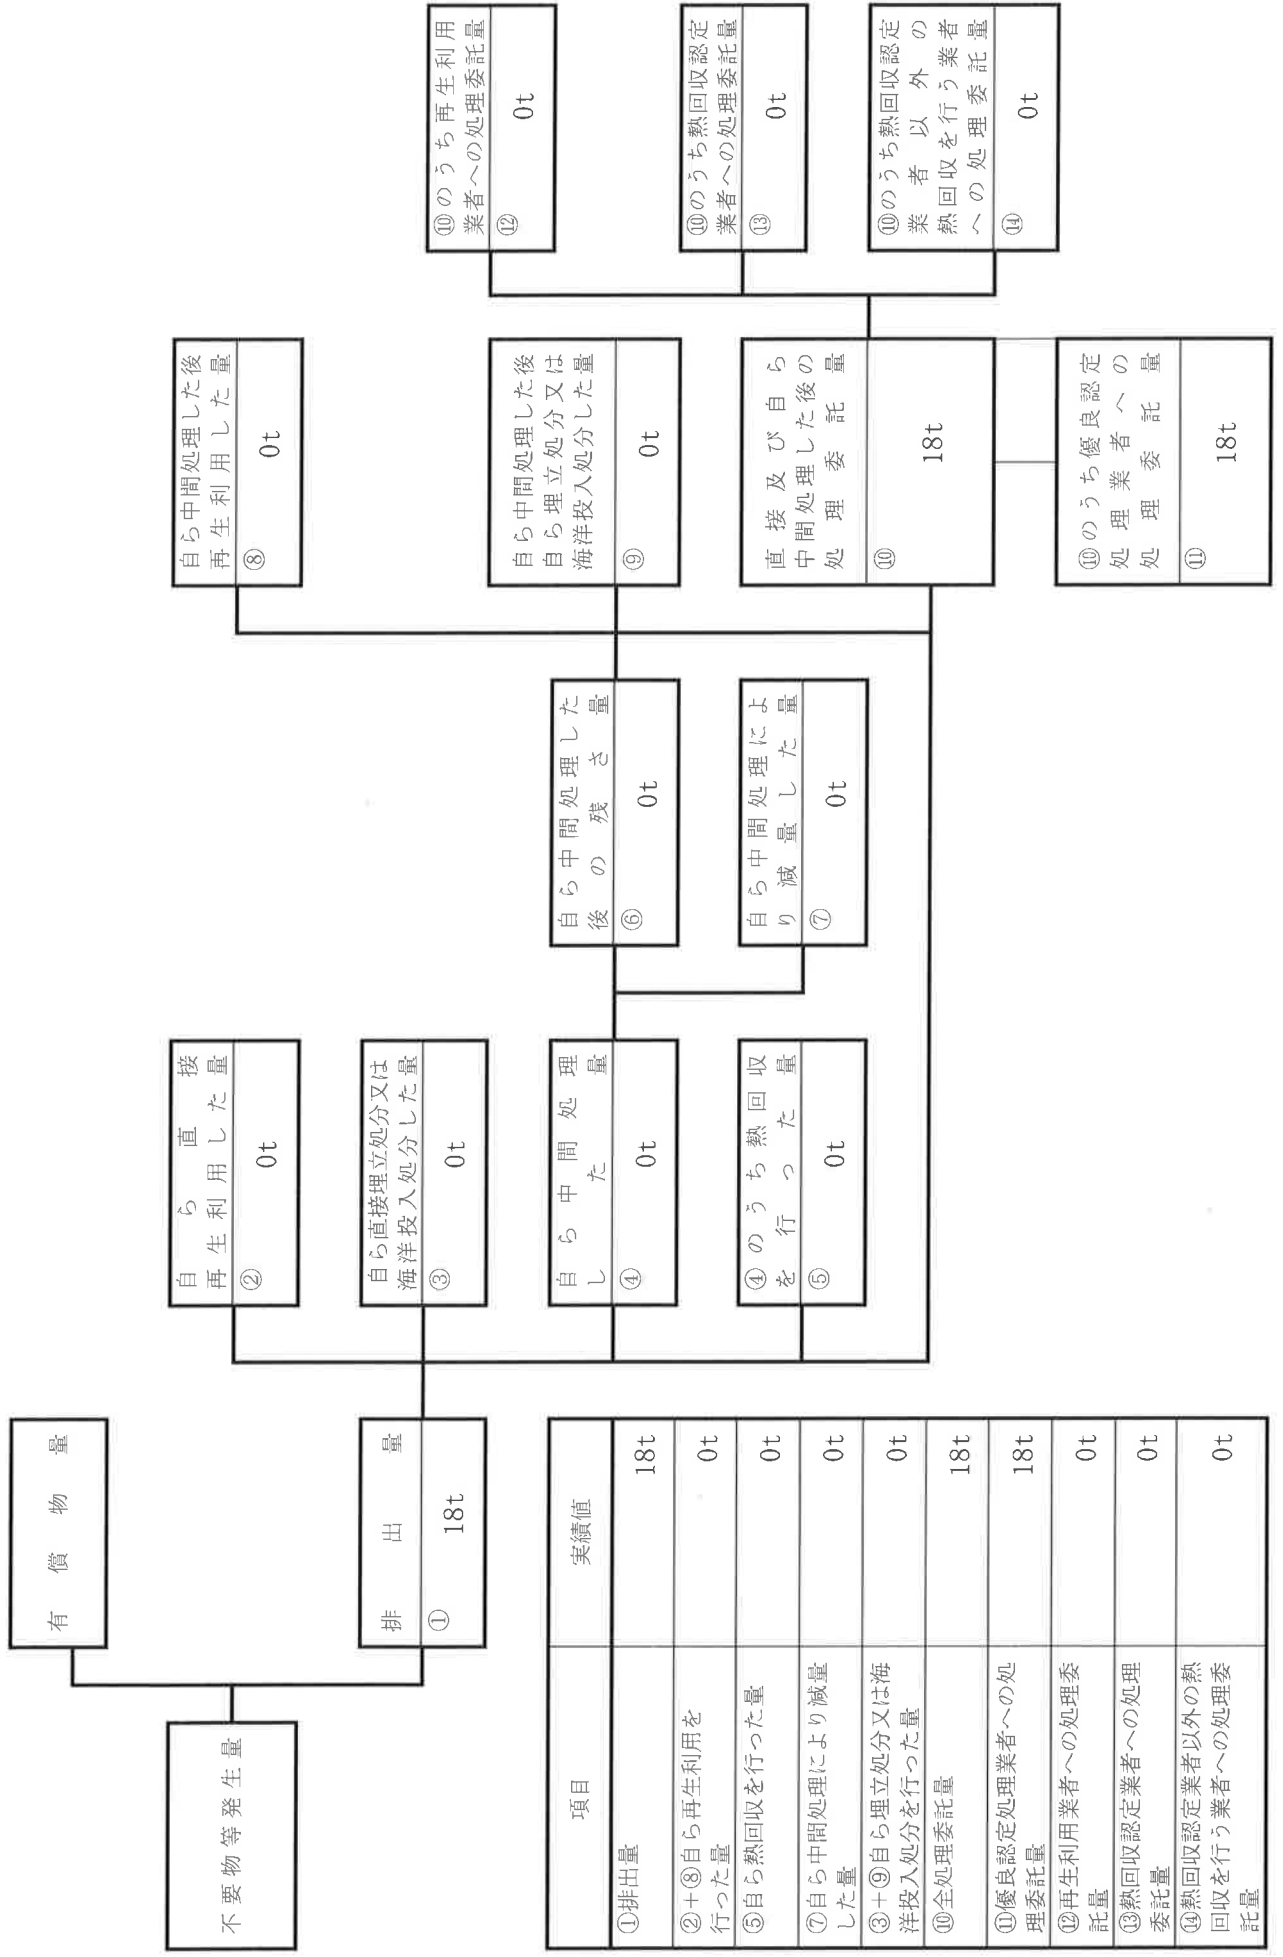 不要物等発生量
有償物量
排出量
①
18t
自ら直接
再生利用した量
②
0t
自ら直接埋立処分又は
海洋投入処分した量
③
0t
自ら中間処理
した量
④
0t
④のうち熱回収
を行った量
⑤
0t
自ら中間処理した
後の残さ量
⑥
0t
自ら中間処理によ
り減量した量
⑦
0t
自ら中間処理した後
再生利用した量
⑧
0t
自ら中間処理した後
自ら埋立処分又は
海洋投入処分した量
⑨
0t
直接及び自ら
中間処理した後の
処理委託量
⑩
18t
⑩のうち優良認定
処理業者への
処理委託量
⑪
18t
⑩のうち再生利用
業者への処理委託量
⑫
0t
⑩のうち熱回収認定
業者への処理委託量
⑬
0t
⑩のうち熱回収認定
業者以外の
熱回収を行う業者
への処理委託量
⑭
0t
項目 実績値
①排出量 18t
②+⑧自ら再生利用を
行った量 0t
⑤自ら熱回収を行った量 0t
⑦自ら中間処理により減量
した量 0t
③+⑨自ら埋立処分又は海
洋投入処分を行った量 0t
⑩全処理委託量 18t
⑪優良認定処理業者への処
理委託量 18t
⑫再生利用業者への処理委
託量 0t
⑬熱回収認定業者への処理
委託量 0t
⑭熱回収認定業者以外の熱
回収を行う業者への処理委
託量 0t